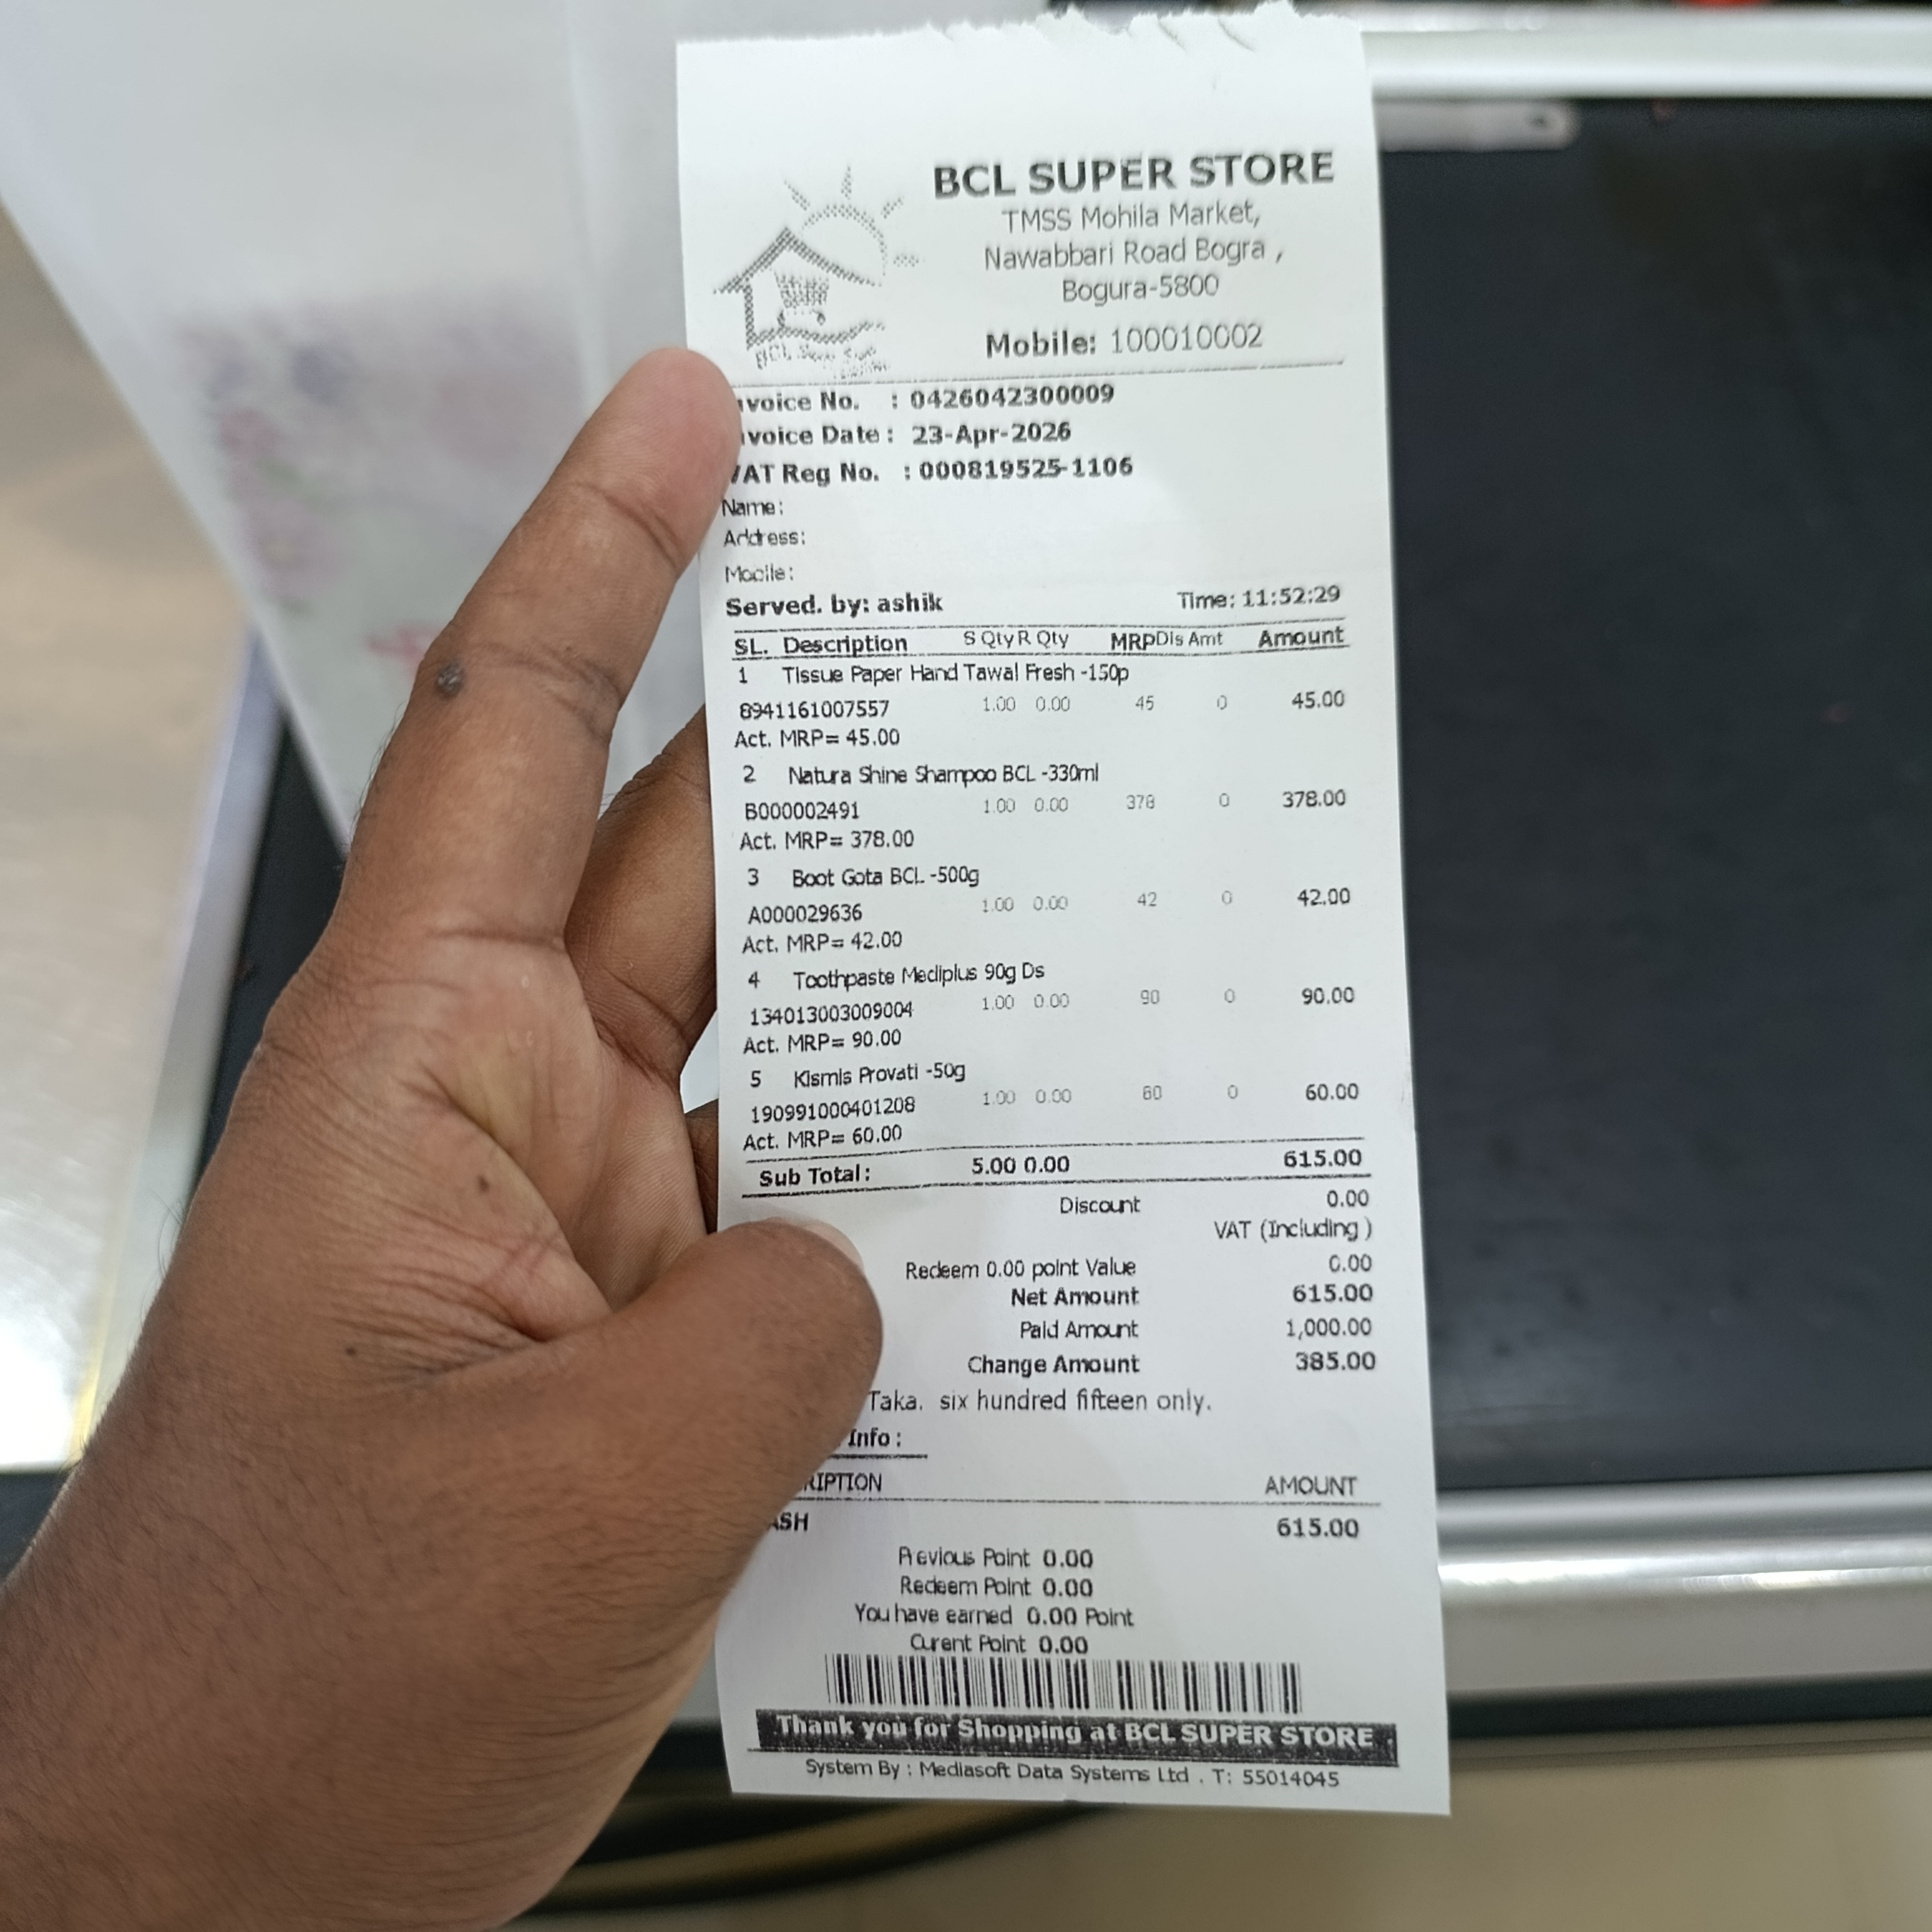 BCL SUPER STORE
TMSS Mohila Market,
Nawabbari Road Bogra ,
Bogura-5800
Mobile: 100010002
BCL
nvoice No. : 0426042300009
nvoice Date : 23-Apr-2026
VAT Reg No. : 000819525-1106
Name :
Address:
Mobile :
Served. by: ashik Time: 11:52:29
SL. Description S Qty R Qty MRP Dis Amt Amount
1 Tissue Paper Hand Tawal Fresh -150p
8941161007557 1.00 0.00 45 0 45.00
Act. MRP= 45.00
2 Natura Shine Shampoo BCL -330ml
B000002491 1.00 0.00 378 0 378.00
Act. MRP= 378.00
3 Boot Gota BCL -500g
A000029636 1.00 0.00 42 0 42.00
Act. MRP= 42.00
4 Toothpaste Mediplus 90g Ds
134013003009004 1.00 0.00 90 0 90.00
Act. MRP= 90.00
5 Kismis Provati -50g
190991000401208 1.00 0.00 60 0 60.00
Act. MRP= 60.00
Sub Total : 5.00 0.00 615.00
Discount 0.00
VAT (Including )
Redeem 0.00 point Value 0.00
Net Amount 615.00
Paid Amount 1,000.00
Change Amount 385.00
Taka. six hundred fifteen only.
Info :
RIPTION AMOUNT
ASH 615.00
Previous Point 0.00
Redeem Point 0.00
You have earned 0.00 Point
Curent Point 0.00
Thank you for Shopping at BCL SUPER STORE .
System By : Mediasoft Data Systems Ltd . T: 55014045